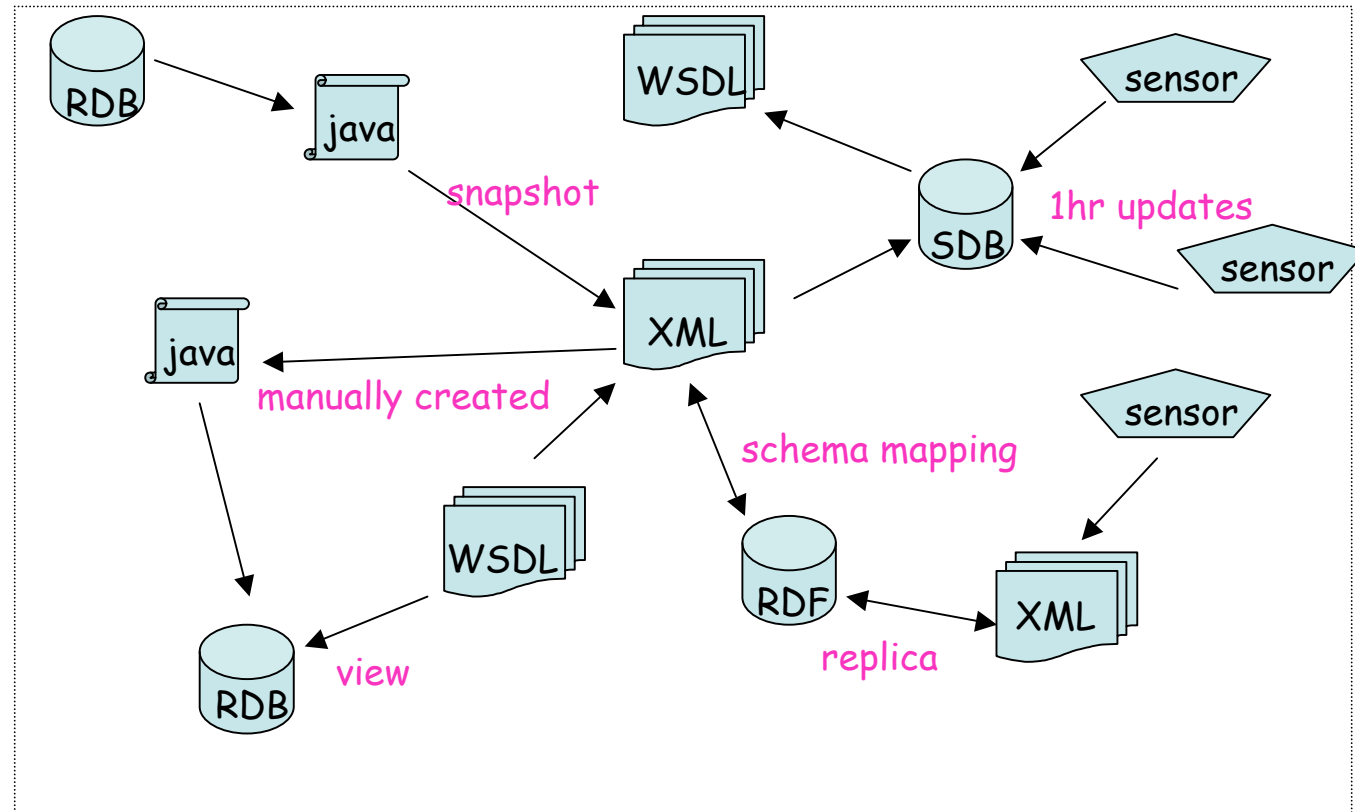 WSDL
sensor
RDB
java
snapshot
1hr updates
SDB
sensor
XML
java
manually created
sensor
schema mapping
WSDL
RDF
XML
replica
view
RDB